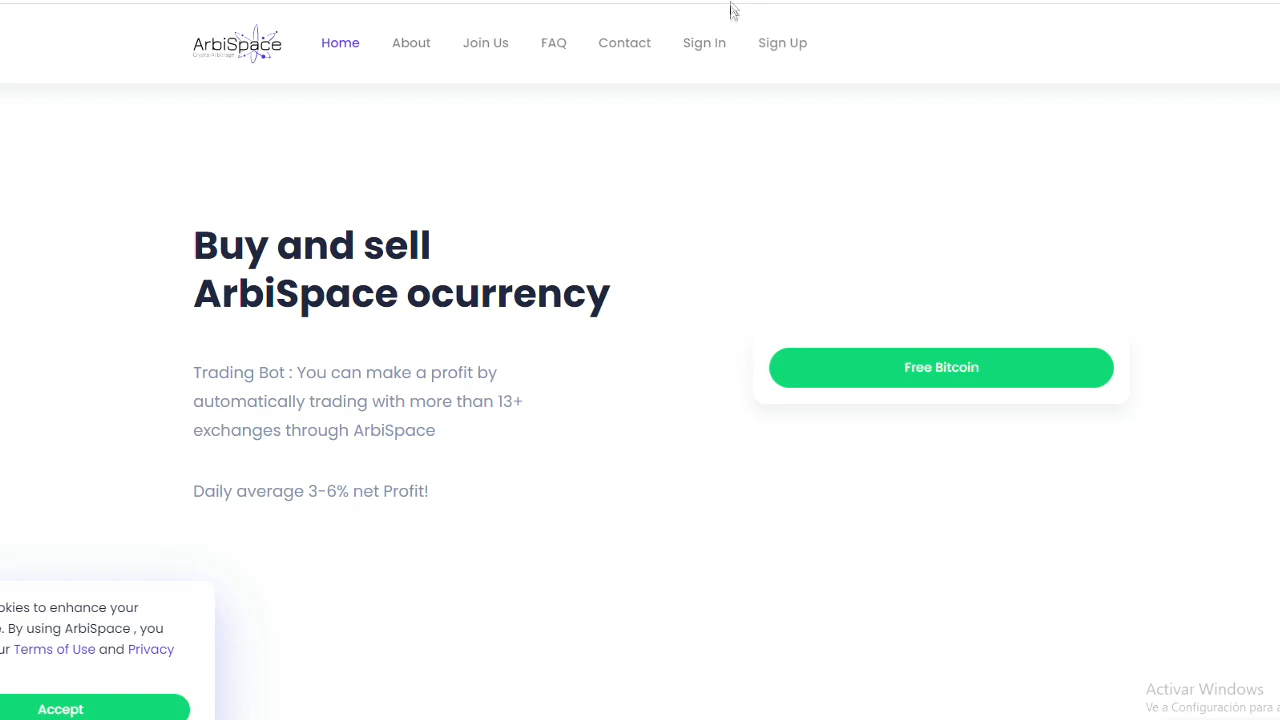 ArbiSpace
Crypto Arbitrage
Home
About
Join Us
FAQ
Contact
Sign In
Sign Up
Buy and sell
ArbiSpace ocurrency
Trading Bot : You can make a profit by
automatically trading with more than 13+
exchanges through ArbiSpace
Daily average 3-6% net Profit!
Free Bitcoin
okies to enhance your
. By using ArbiSpace , you
ur Terms of Use and Privacy
Accept
Activar Windows
Ve a Configuración para a